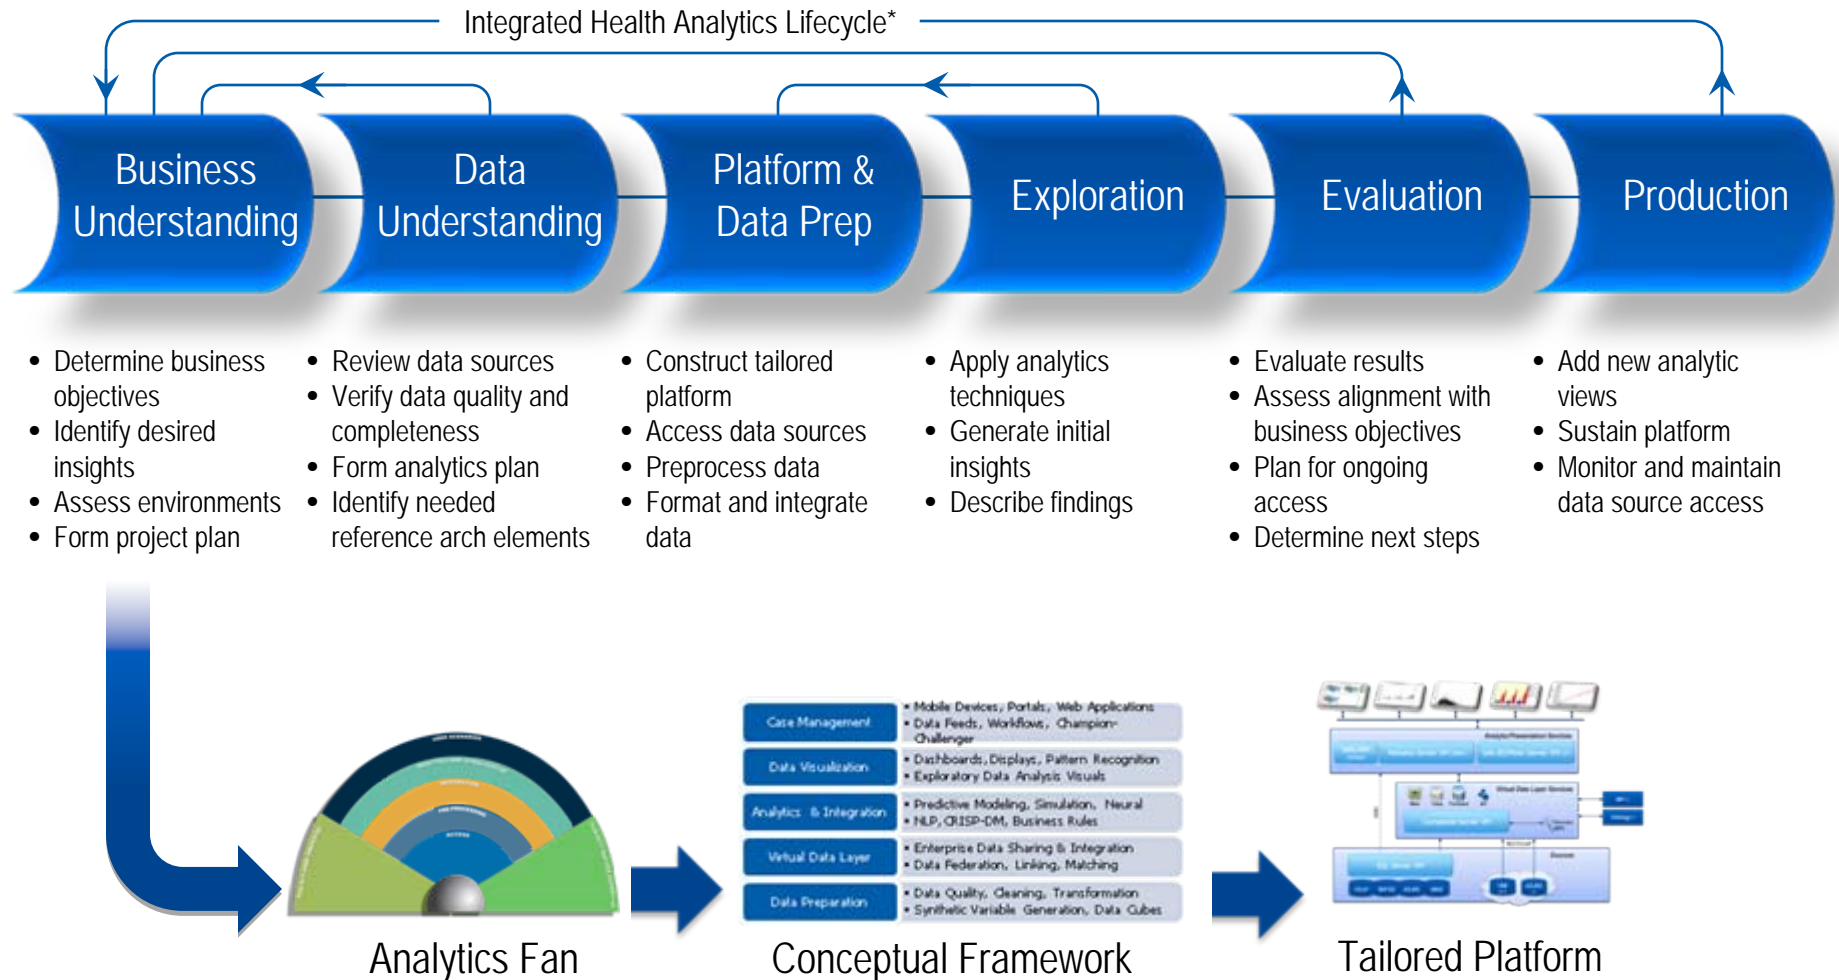 Integrated Health Analytics Lifecycle*
Business
Understanding
Data
Understanding
Platform &
Data Prep
Exploration
Evaluation
Production
• Determine business
objectives
• Identify desired
insights
• Assess environments
• Form project plan
• Review data sources
• Verify data quality and
completeness
• Form analytics plan
• Identify needed
reference arch elements
• Construct tailored
platform
• Access data sources
• Preprocess data
• Format and integrate
data
• Apply analytics
techniques
• Generate initial
insights
• Describe findings
• Evaluate results
• Assess alignment with
business objectives
• Plan for ongoing
access
• Determine next steps
• Add new analytic
views
• Sustain platform
• Monitor and maintain
data source access
ACCESS
Analytics Fan
Case Management
• Mobile Devices, Portals, Web Applications
• Data Feeds, Workflows, Champion-
Challenger
Data Visualization
• Dashboards, Displays, Pattern Recognition
• Exploratory Data Analysis Visuals
Analytics & Integration
• Predictive Modeling, Simulation, Neural
• NLP, CRISP-DM, Business Rules
Virtual Data Layer
• Enterprise Data Sharing & Integration
• Data Federation, Linking, Matching
Data Preparation
• Data Quality, Cleaning, Transformation
• Synthetic Variable Generation, Data Cubes
Conceptual Framework
Virtual Data Layer Services
Tailored Platform